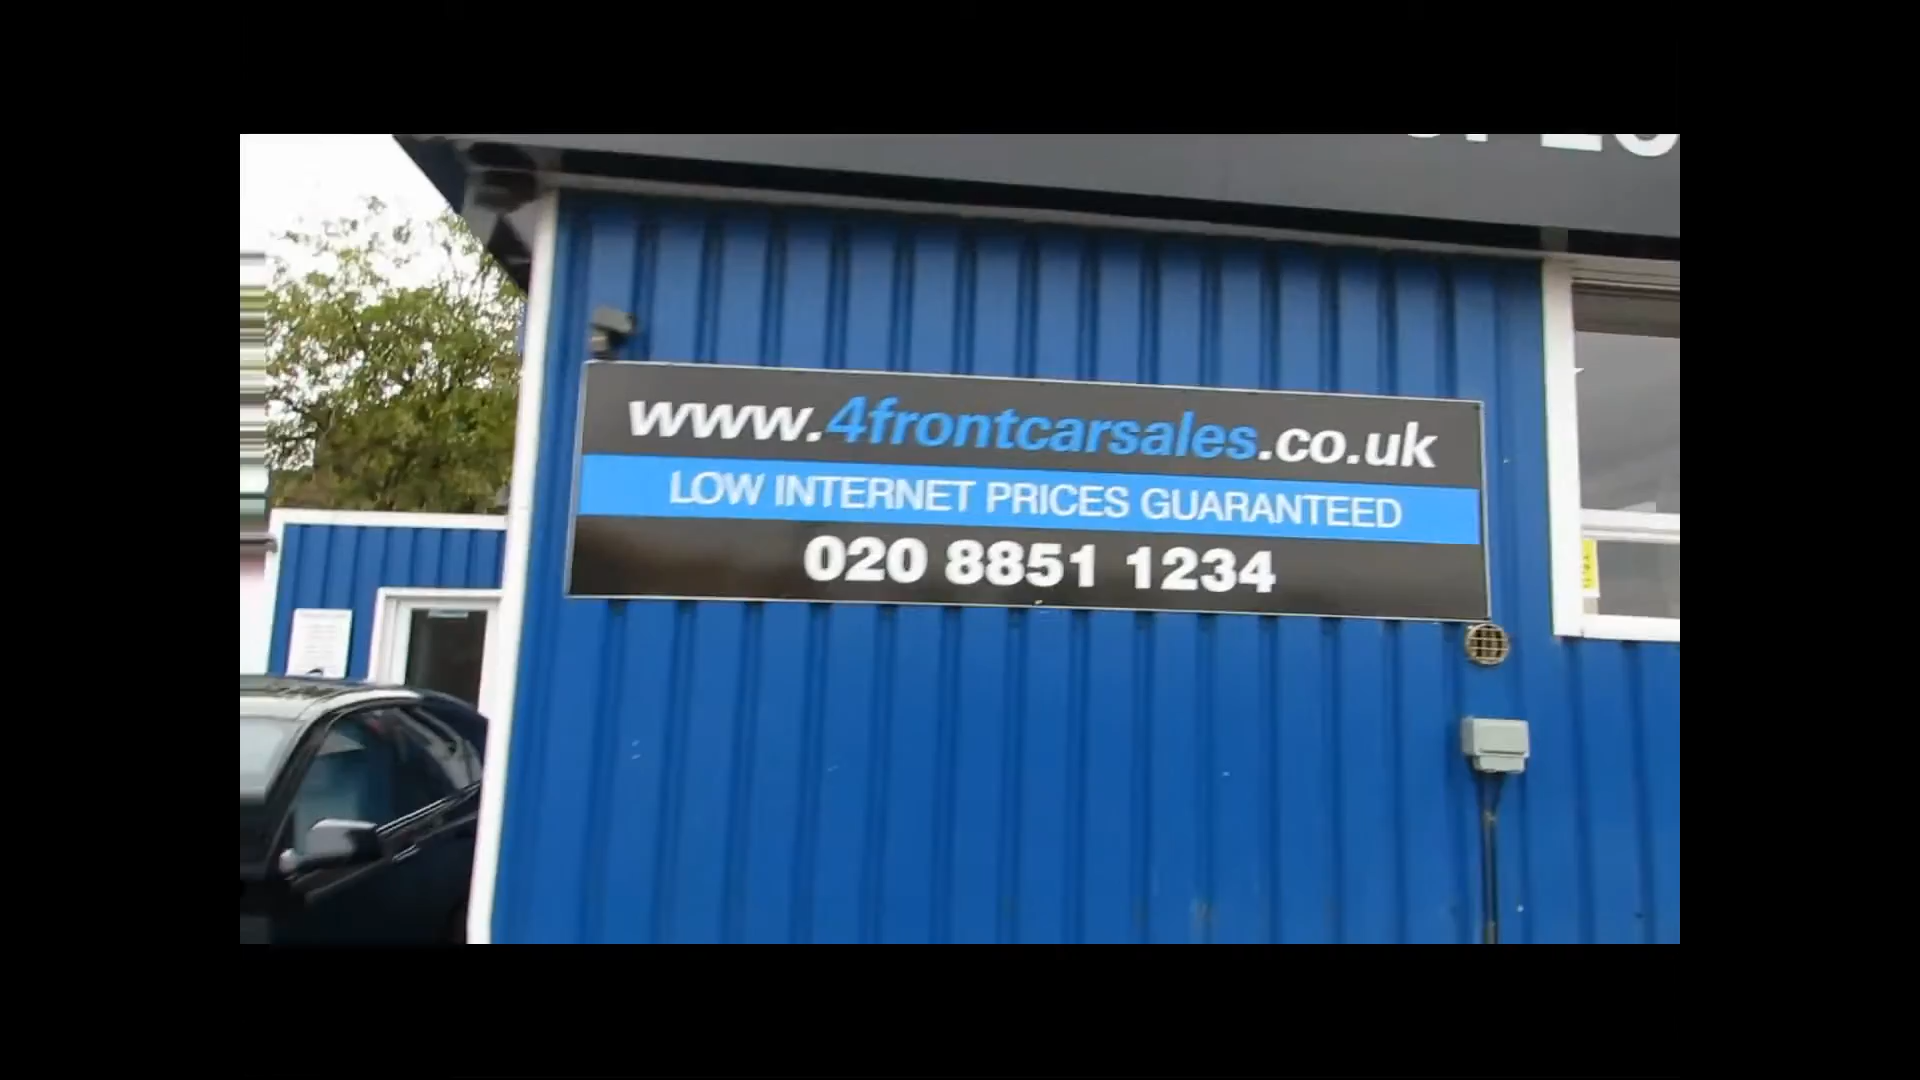 www.4frontcarsales.co.uk
LOW INTERNET PRICES GUARANTEED
020 8851 1234